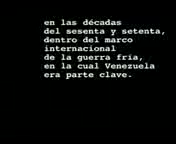 en las décadas
del sesenta y setenta,
dentro del marco
internacional
de la guerra fría,
en la cual Venezuela
era parte clave.